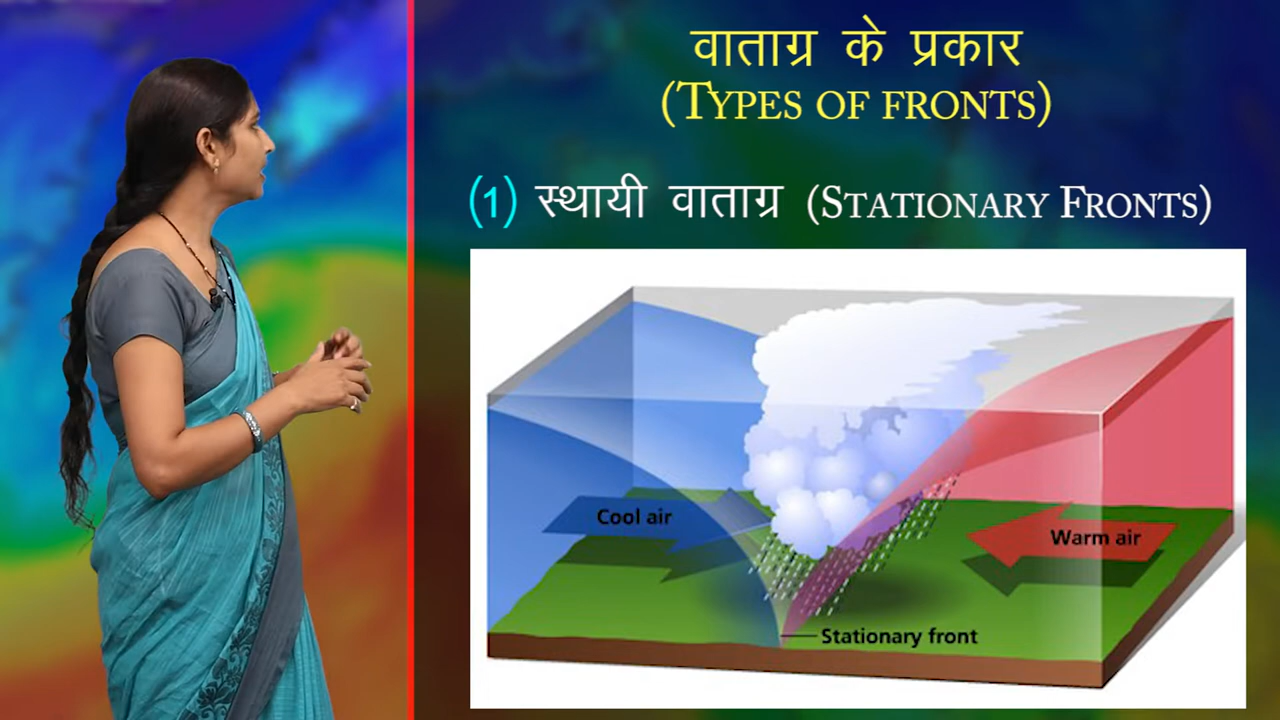 वाताग्र के प्रकार
(TYPES OF FRONTS)
(1) स्थायी वाताग्र (STATIONARY FRONTS)
Cool air
Warm air
Stationary front